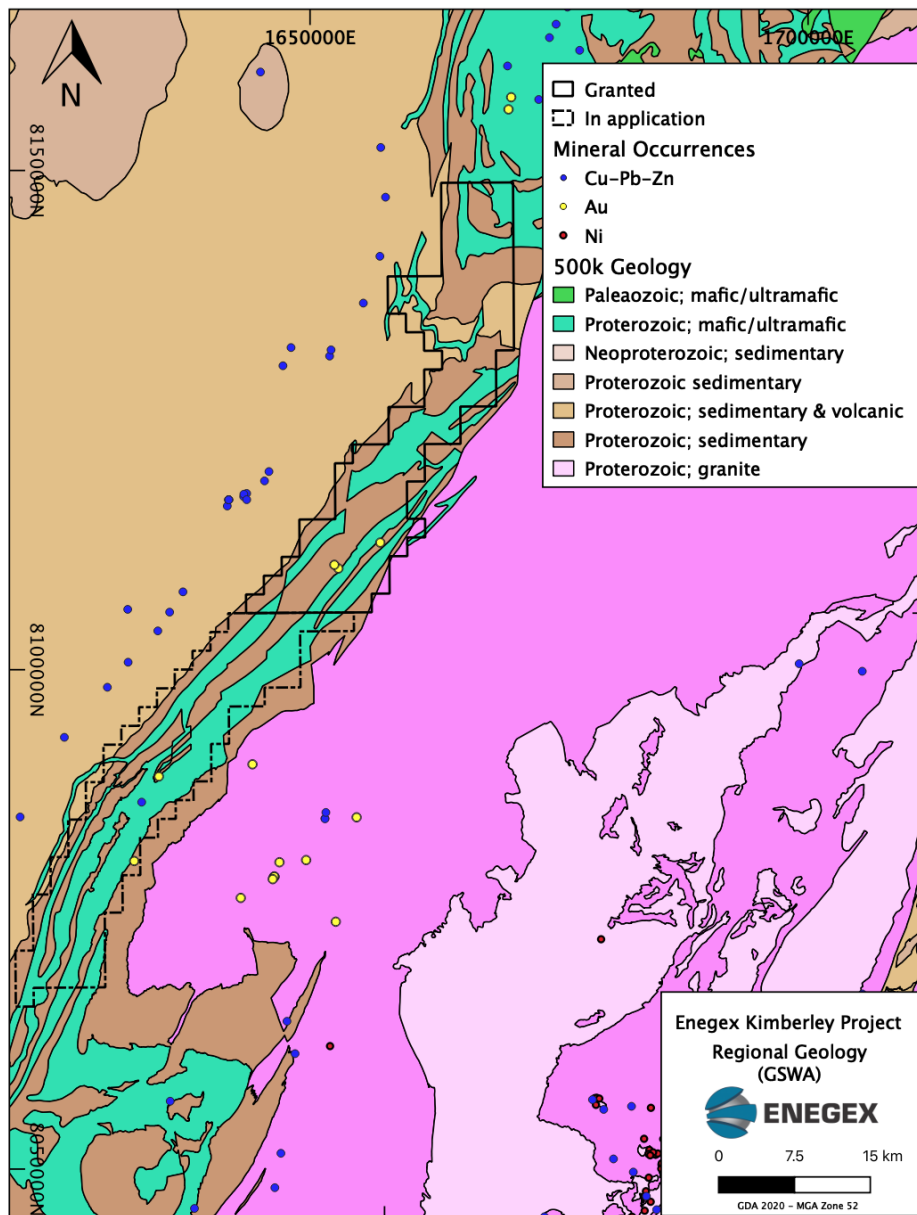 1650000E
1700000E
N
8150000N
8100000N
8050000N
Granted
In application
Mineral Occurrences
Cu-Pb-Zn
Au
Ni
500k Geology
Paleaozoic; mafic/ultramafic
Proterozoic; mafic/ultramafic
Neoproterozoic; sedimentary
Proterozoic sedimentary
Proterozoic; sedimentary & volcanic
Proterozoic; sedimentary
Proterozoic; granite
Enegex Kimberley Project
Regional Geology
(GSWA)
ENEGEX
0 7.5 15 km
GDA 2020 - MGA Zone 52